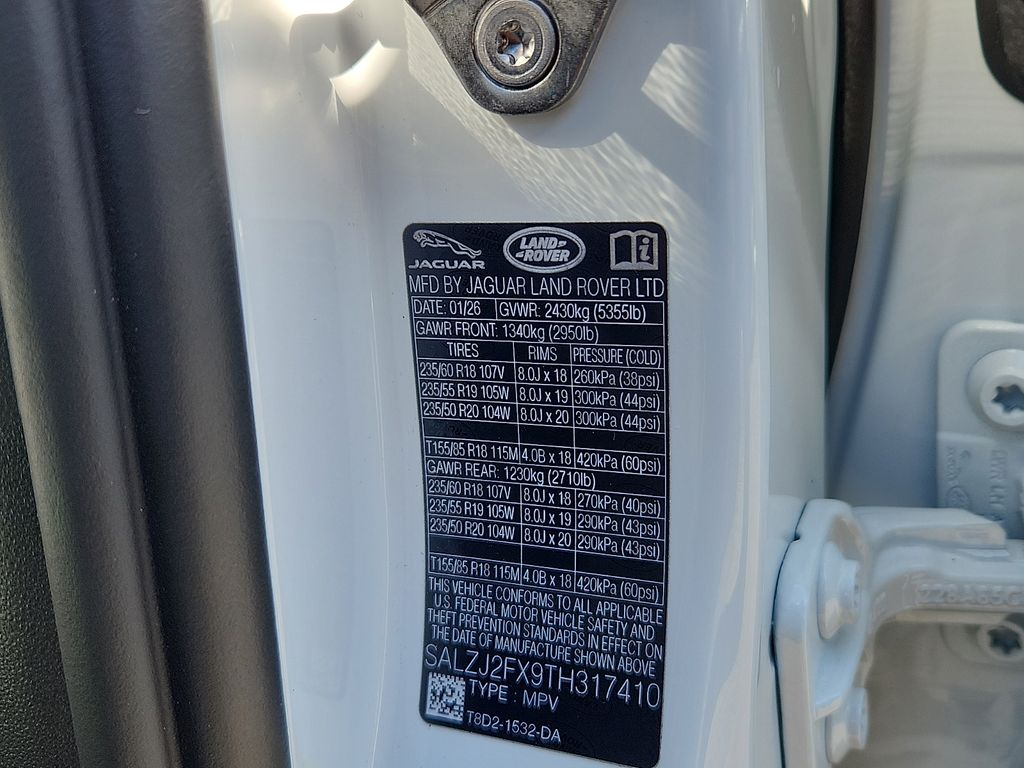 JAGUAR
LAND-
-ROVER
i
MFD BY JAGUAR LAND ROVER LTD
DATE: 01/26 GVWR: 2430kg (5355lb)
GAWR FRONT: 1340kg (2950lb)
TIRES RIMS PRESSURE (COLD)
235/60 R18 107V 8.0J x 18 260kPa (38psi)
235/55 R19 105W 8.0J x 19 300kPa (44psi)
235/50 R20 104W 8.0J x 20 300kPa (44psi)
T155/85 R18 115M 4.0B x 18 420kPa (60psi)
GAWR REAR: 1230kg (2710lb)
235/60 R18 107V 8.0J x 18 270kPa (40psi)
235/55 R19 105W 8.0J x 19 290kPa (43psi)
235/50 R20 104W 8.0J x 20 290kPa (43psi)
T155/85 R18 115M 4.0B x 18 420kPa (60psi)
THIS VEHICLE CONFORMS TO ALL APPLICABLE
U.S. FEDERAL MOTOR VEHICLE SAFETY AND
THEFT PREVENTION STANDARDS IN EFFECT ON
THE DATE OF MANUFACTURE SHOWN ABOVE
SALZJ2FX9TH317410
TYPE : MPV
T8D2-1532-DA